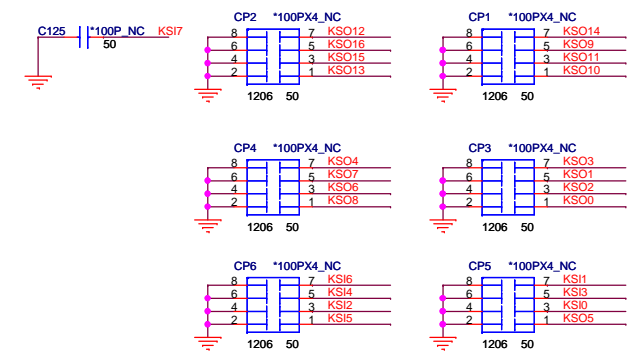 C125 *100P_NC KSI7
50
CP2 *100PX4_NC
8 7 KSO12
6 5 KSO16
4 3 KSO15
2 1 KSO13
1206 50
CP1 *100PX4_NC
8 7 KSO14
6 5 KSO9
4 3 KSO11
2 1 KSO10
1206 50
CP4 *100PX4_NC
8 7 KSO4
6 5 KSO7
4 3 KSO6
2 1 KSO8
1206 50
CP3 *100PX4_NC
8 7 KSO3
6 5 KSO1
4 3 KSO2
2 1 KSO0
1206 50
CP6 *100PX4_NC
8 7 KSI6
6 5 KSI4
4 3 KSI2
2 1 KSI5
1206 50
CP5 *100PX4_NC
8 7 KSI1
6 5 KSI3
4 3 KSI0
2 1 KSO5
1206 50